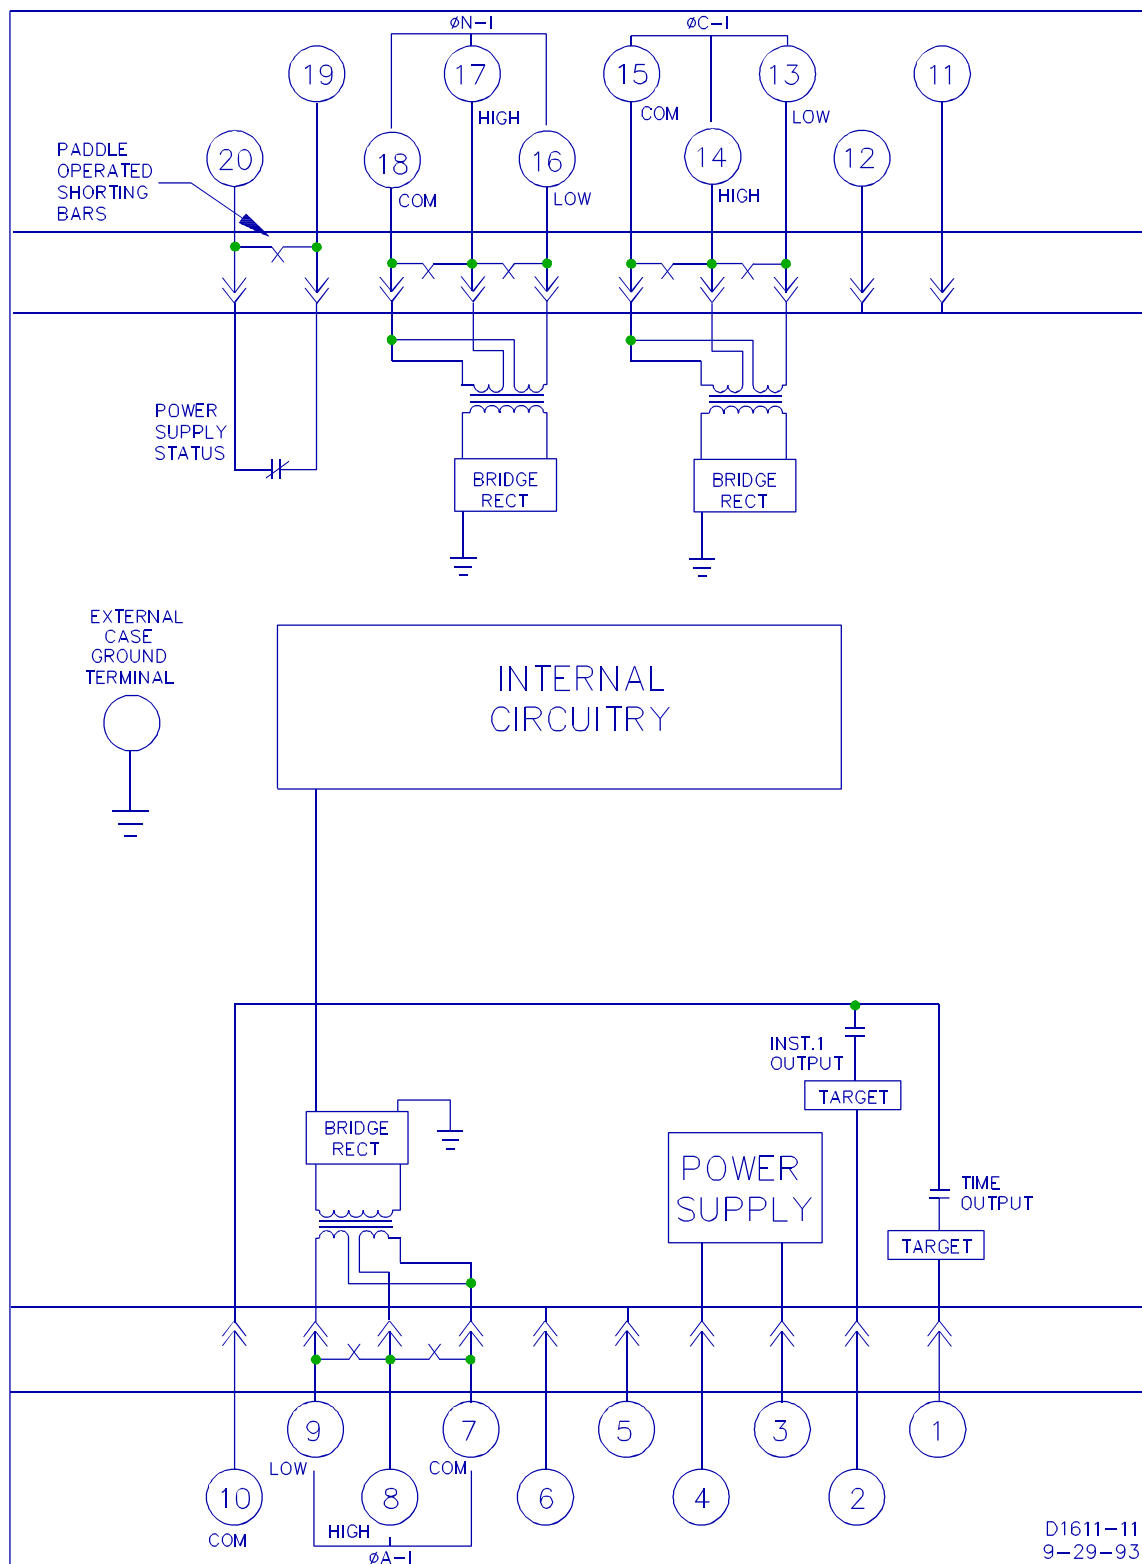 øN-I
øC-I
19
17
15
13
11
HIGH
COM
LOW
20
18
16
14
12
PADDLE
OPERATED
SHORTING
BARS
COM
LOW
HIGH
POWER
SUPPLY
STATUS
BRIDGE
RECT
BRIDGE
RECT
EXTERNAL
CASE
GROUND
TERMINAL
INTERNAL
CIRCUITRY
INST.1
OUTPUT
TARGET
BRIDGE
RECT
POWER
SUPPLY
TIME
OUTPUT
TARGET
9
7
5
3
1
LOW
COM
10
8
6
4
2
COM
HIGH
øA-I
D1611-11
9-29-93